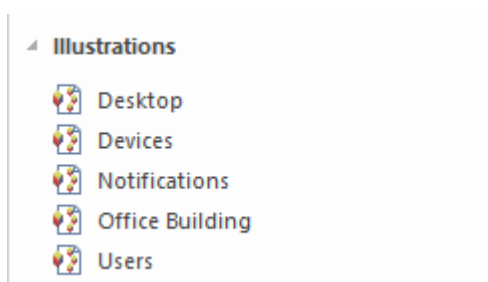 Illustrations
Desktop
Devices
Notifications
Office Building
Users